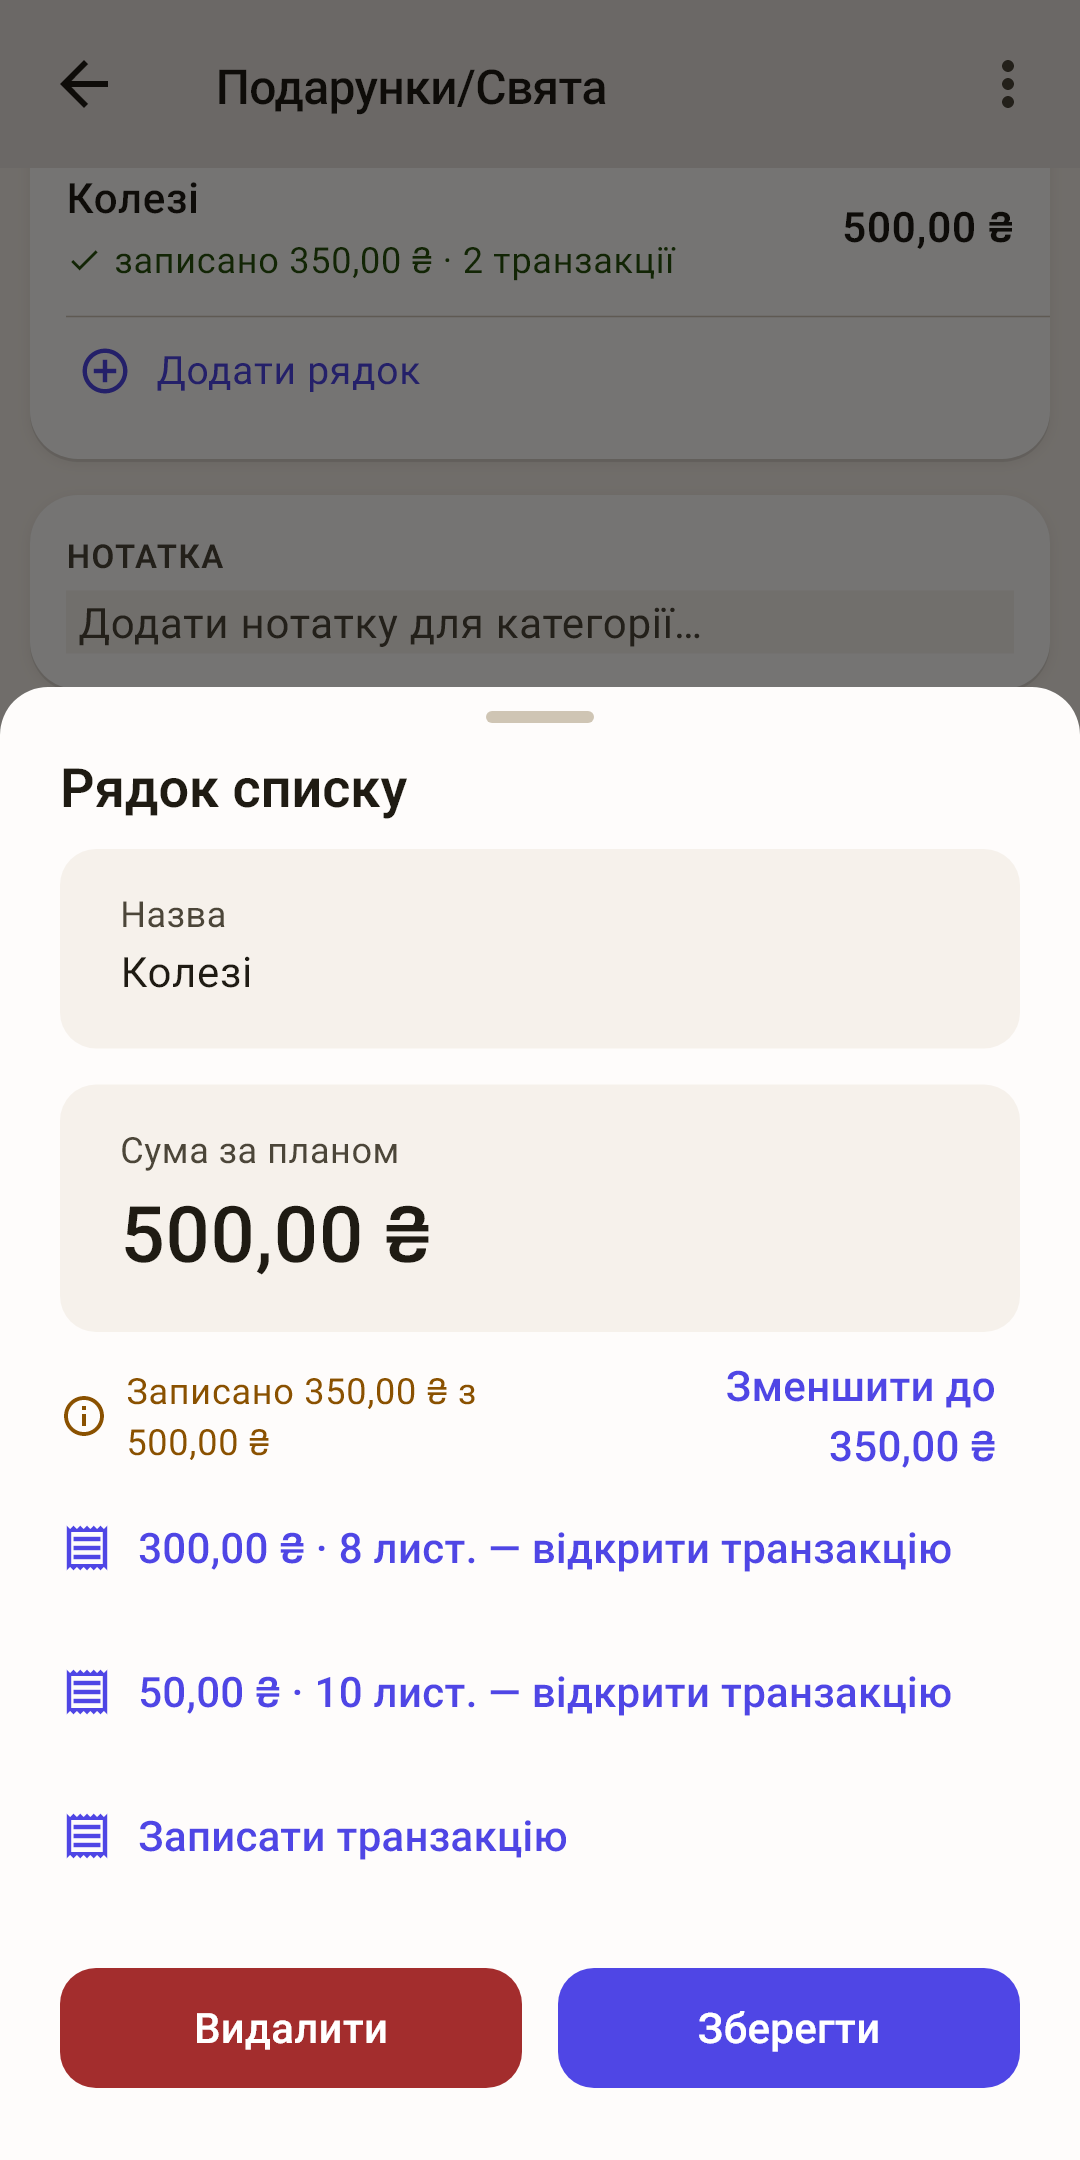 Подарунки/Свята
Колезі
500,00 ₴
записано 350,00 ₴ · 2 транзакції
Додати рядок
НОТАТКА
Додати нотатку для категорії...
Рядок списку
Назва
Колезі
Сума за планом
500,00 ₴
Записано 350,00 ₴ з
500,00 ₴
Зменшити до
350,00 ₴
300,00 ₴ · 8 лист. — відкрити транзакцію
50,00 ₴ · 10 лист. — відкрити транзакцію
Записати транзакцію
Видалити
Зберегти